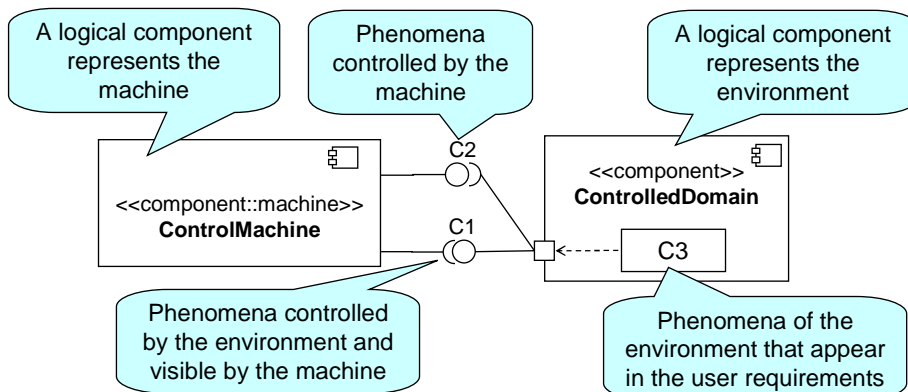 A logical component
represents the
machine
Phenomena
controlled by the
machine
A logical component
represents the
environment
C2
<<component::machine>>
ControlMachine
<<component>>
ControlledDomain
C1
C3
Phenomena controlled
by the environment and
visible by the machine
Phenomena of the
environment that appear
in the user requirements